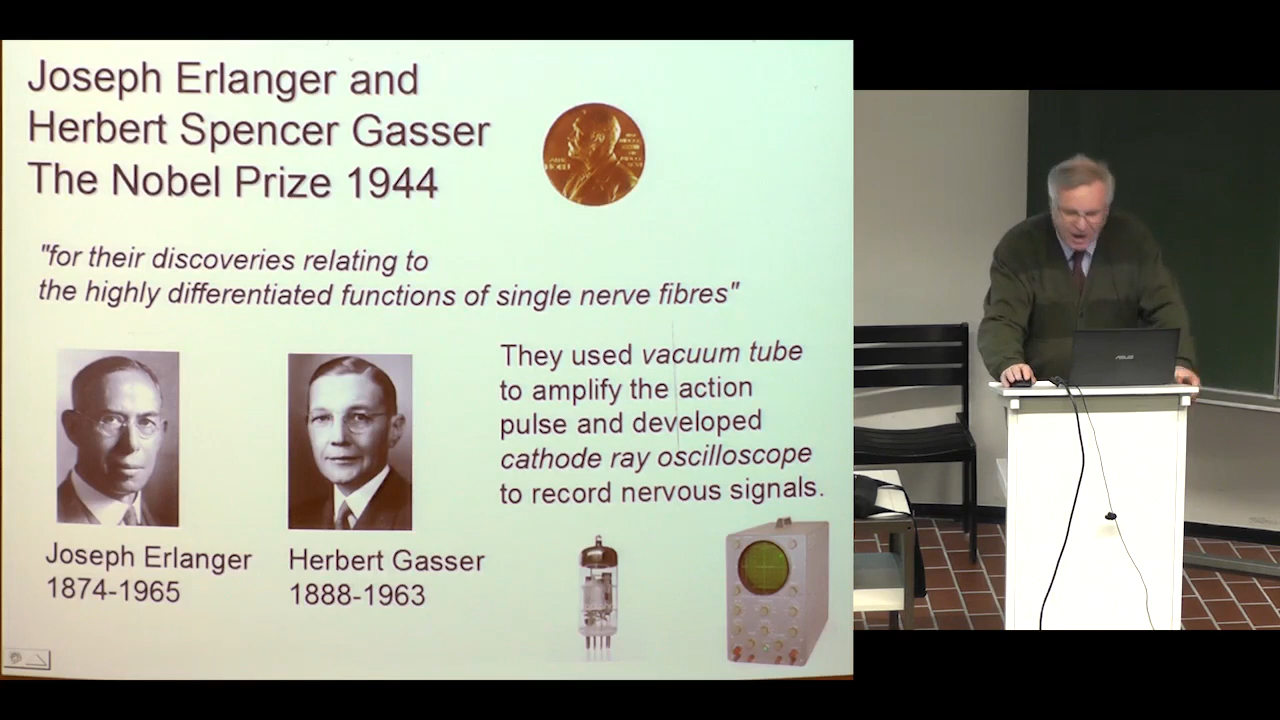 Joseph Erlanger and
Herbert Spencer Gasser
The Nobel Prize 1944
"for their discoveries relating to
the highly differentiated functions of single nerve fibres"
They used vacuum tube
to amplify the action
pulse and developed
cathode ray oscilloscope
to record nervous signals.
Joseph Erlanger
1874-1965
Herbert Gasser
1888-1963
ASUS